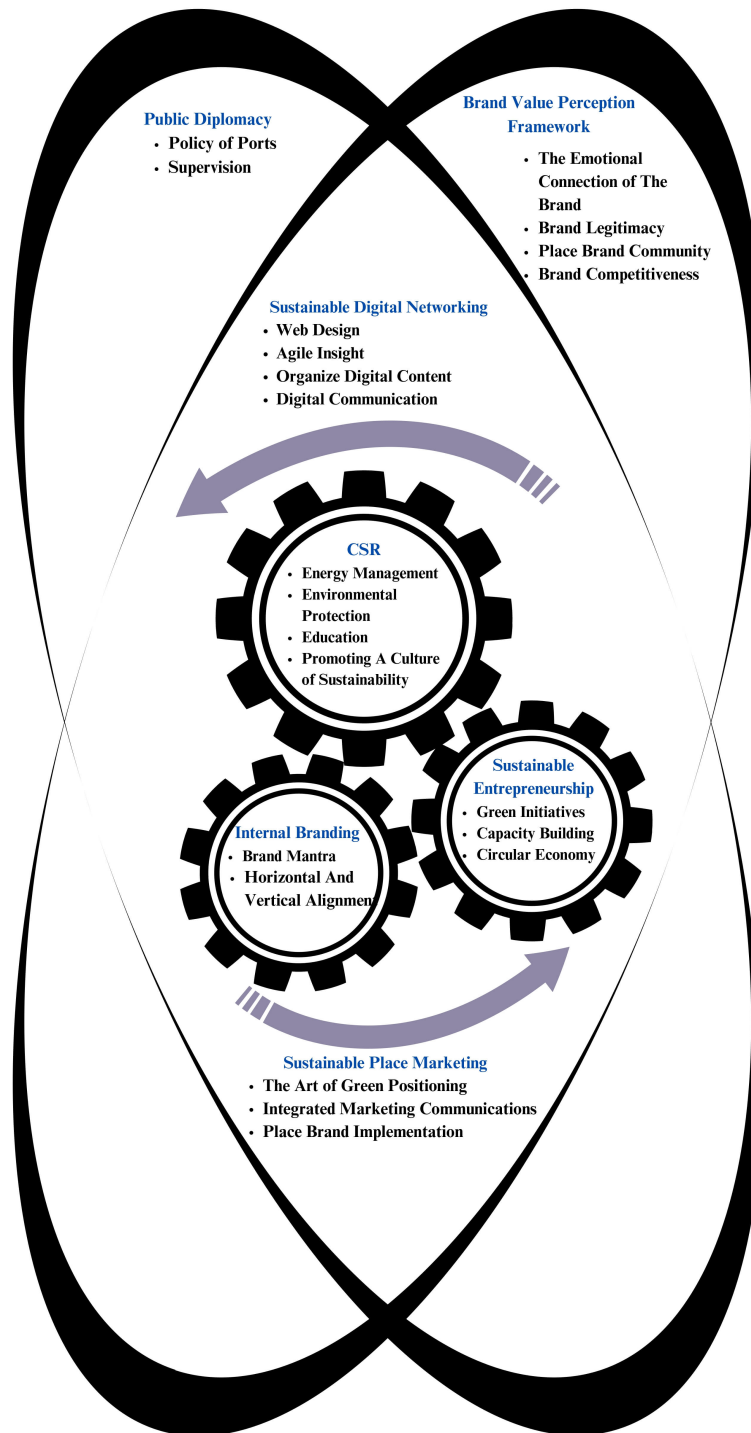 Public Diplomacy
• Policy of Ports
• Supervision
Brand Value Perception
Framework
• The Emotional
Connection of The
Brand
• Brand Legitimacy
• Place Brand Community
• Brand Competitiveness
Sustainable Digital Networking
• Web Design
• Agile Insight
• Organize Digital Content
• Digital Communication
CSR
• Energy Management
• Environmental
Protection
• Education
• Promoting A Culture
of Sustainability
Sustainable
Entrepreneurship
• Green Initiatives
• Capacity Building
• Circular Economy
Internal Branding
• Brand Mantra
• Horizontal And
Vertical Alignmen
Sustainable Place Marketing
• The Art of Green Positioning
• Integrated Marketing Communications
• Place Brand Implementation